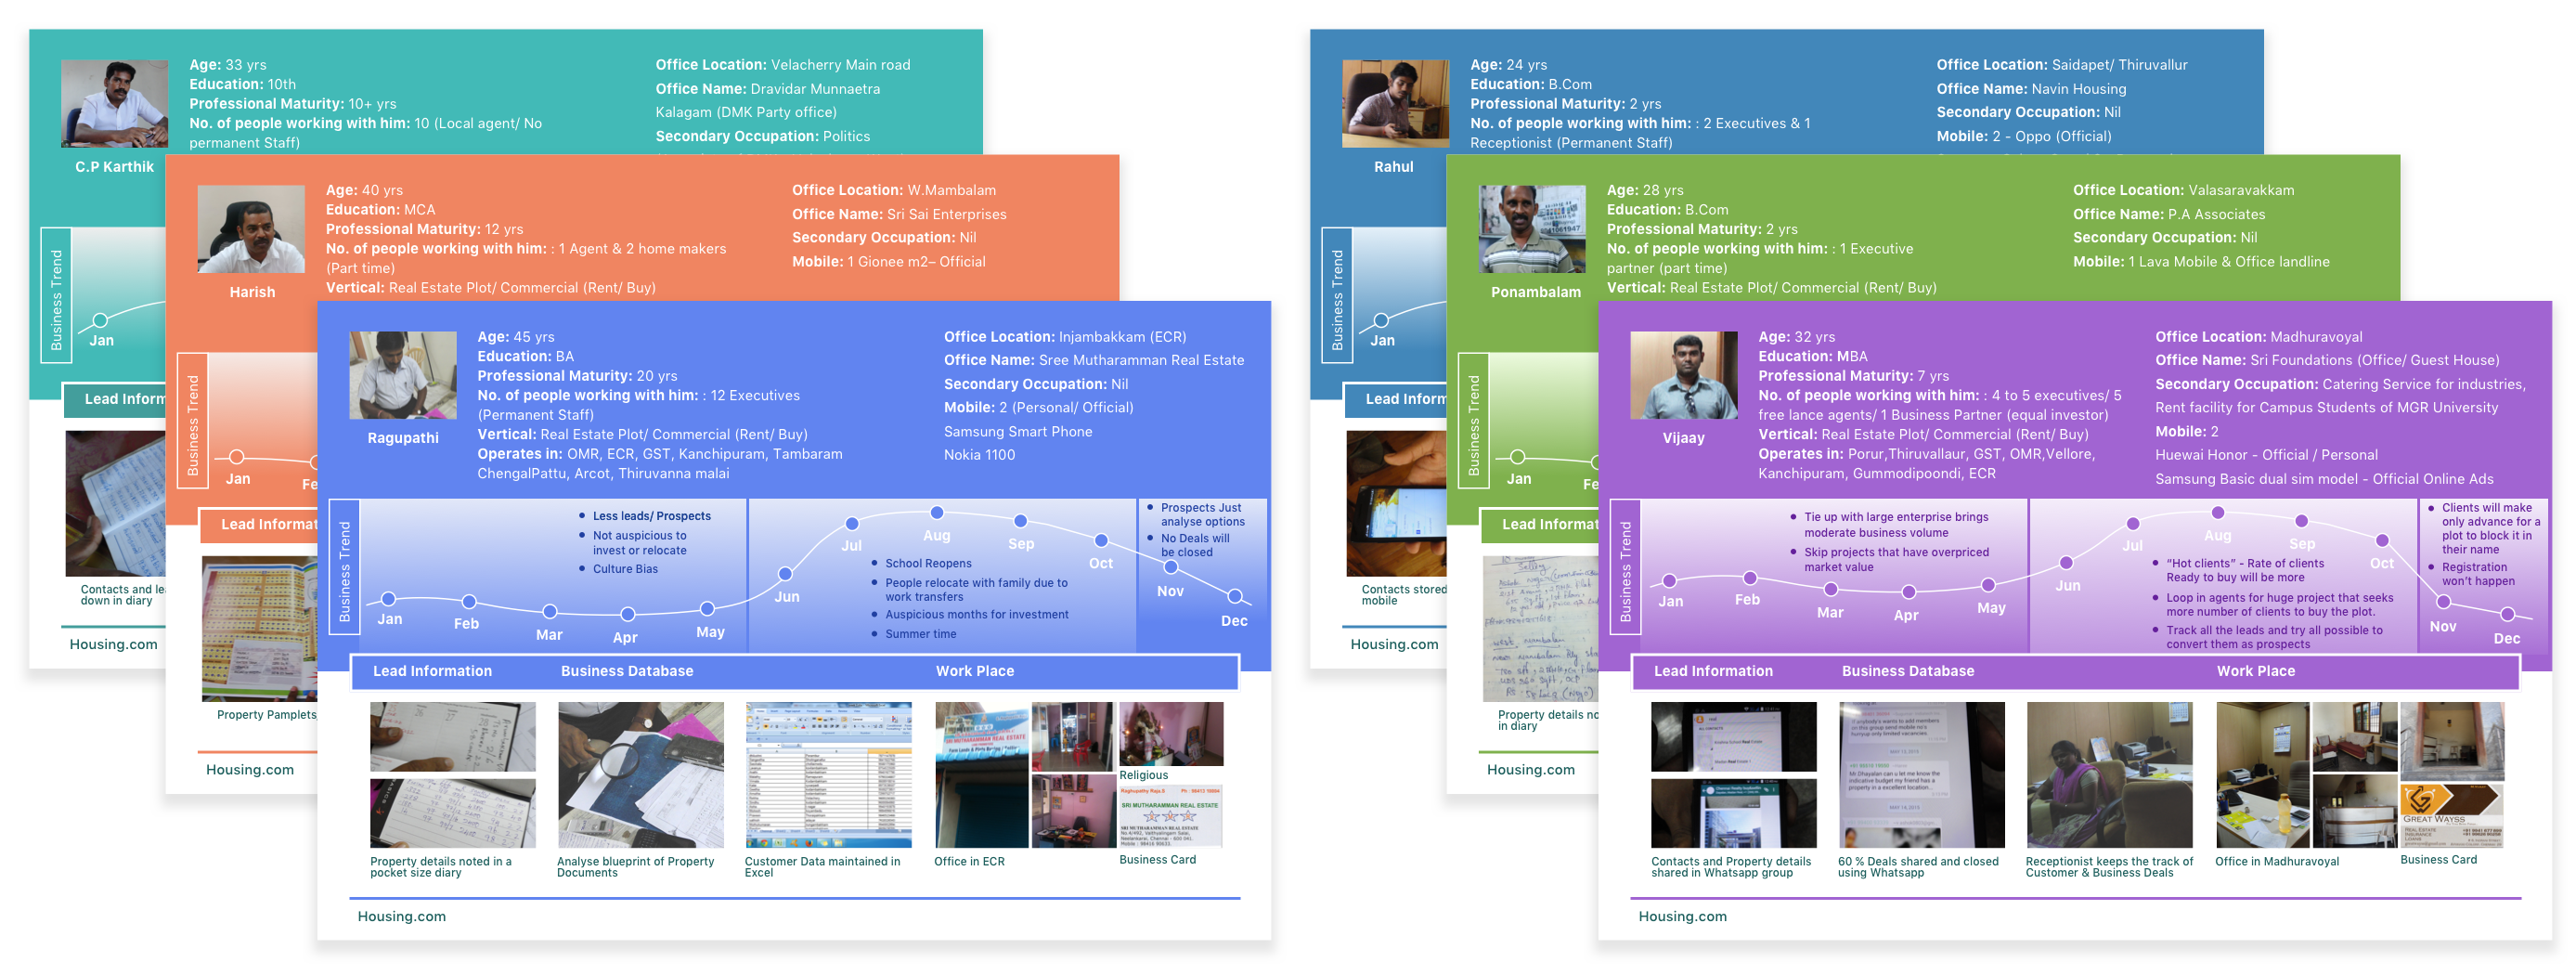 C.P Karthik
Age: 33 yrs
Education: 10th
Professional Maturity: 10+ yrs
No. of people working with him: 10 (Local agent/ No
permanent Staff)
Office Location: Velacherry Main road
Office Name: Dravidar Munnaetra
Kalagam (DMK Party office)
Secondary Occupation: Politics
Business Trend
Jan
Lead Inform
Contacts and le
down in diary
Housing.com
Harish
Age: 40 yrs
Education: MCA
Professional Maturity: 12 yrs
No. of people working with him: : 1 Agent & 2 home makers
(Part time)
Vertical: Real Estate Plot/ Commercial (Rent/ Buy)
Office Location: W.Mambalam
Office Name: Sri Sai Enterprises
Secondary Occupation: Nil
Mobile: 1 Gionee m2– Official
Business Trend
Jan
Fe
Lead Informat
Property Pamplets,
Housing.com
Ragupathi
Age: 45 yrs
Education: BA
Professional Maturity: 20 yrs
No. of people working with him: : 12 Executives
(Permanent Staff)
Vertical: Real Estate Plot/ Commercial (Rent/ Buy)
Operates in: OMR, ECR, GST, Kanchipuram, Tambaram
ChengalPattu, Arcot, Thiruvanna malai
Office Location: Injambakkam (ECR)
Office Name: Sree Mutharamman Real Estate
Secondary Occupation: Nil
Mobile: 2 (Personal/ Official)
Samsung Smart Phone
Nokia 1100
Business Trend
Less leads/ Prospects
Not auspicious to
invest or relocate
Culture Bias
School Reopens
People relocate with family due to
work transfers
Auspicious months for investment
Summer time
Prospects Just
analyse options
No Deals will
be closed
Jan
Feb
Mar
Apr
May
Jun
Jul
Aug
Sep
Oct
Nov
Dec
Lead Information
Business Database
Work Place
Religious
SRI MUTHARAMMAN REAL ESTATE
Property details noted in a
pocket size diary
Analyse blueprint of Property
Documents
Customer Data maintained in
Excel
Office in ECR
Business Card
Housing.com
Rahul
Age: 24 yrs
Education: B.Com
Professional Maturity: 2 yrs
No. of people working with him: : 2 Executives & 1
Receptionist (Permanent Staff)
Office Location: Saidapet/ Thiruvallur
Office Name: Navin Housing
Secondary Occupation: Nil
Mobile: 2 - Oppo (Official)
Business Trend
Jan
Lead Inform
Contacts stored
mobile
Housing.com
Ponambalam
Age: 28 yrs
Education: B.Com
Professional Maturity: 2 yrs
No. of people working with him: : 1 Executive
partner (part time)
Vertical: Real Estate Plot/ Commercial (Rent/ Buy)
Office Location: Valasaravakkam
Office Name: P.A Associates
Secondary Occupation: Nil
Mobile: 1 Lava Mobile & Office landline
Business Trend
Jan
Fe
Lead Informat
Property details no
in diary
Housing.com
Vijaay
Age: 32 yrs
Education: MBA
Professional Maturity: 7 yrs
No. of people working with him: : 4 to 5 executives/ 5
free lance agents/ 1 Business Partner (equal investor)
Vertical: Real Estate Plot/ Commercial (Rent/ Buy)
Operates in: Porur,Thiruvallaur, GST, OMR,Vellore,
Kanchipuram, Gummodipoondi, ECR
Office Location: Madhuravoyal
Office Name: Sri Foundations (Office/ Guest House)
Secondary Occupation: Catering Service for industries,
Rent facility for Campus Students of MGR University
Mobile: 2
Huewai Honor - Official / Personal
Samsung Basic dual sim model - Official Online Ads
Business Trend
Tie up with large enterprise brings
moderate business volume
Skip projects that have overpriced
market value
“Hot clients” - Rate of clients
Ready to buy will be more
Loop in agents for huge project that seeks
more number of clients to buy the plot.
Track all the leads and try all possible to
convert them as prospects
Clients will make
only advance for a
plot to block it in
their name
Registration
won’t happen
Jan
Feb
Mar
Apr
May
Jun
Jul
Aug
Sep
Oct
Nov
Dec
Lead Information
Business Database
Work Place
GREAT WAYSS
Contacts and Property details
shared in Whatsapp group
60 % Deals shared and closed
using Whatsapp
Receptionist keeps the track of
Customer & Business Deals
Office in Madhuravoyal
Business Card
Housing.com